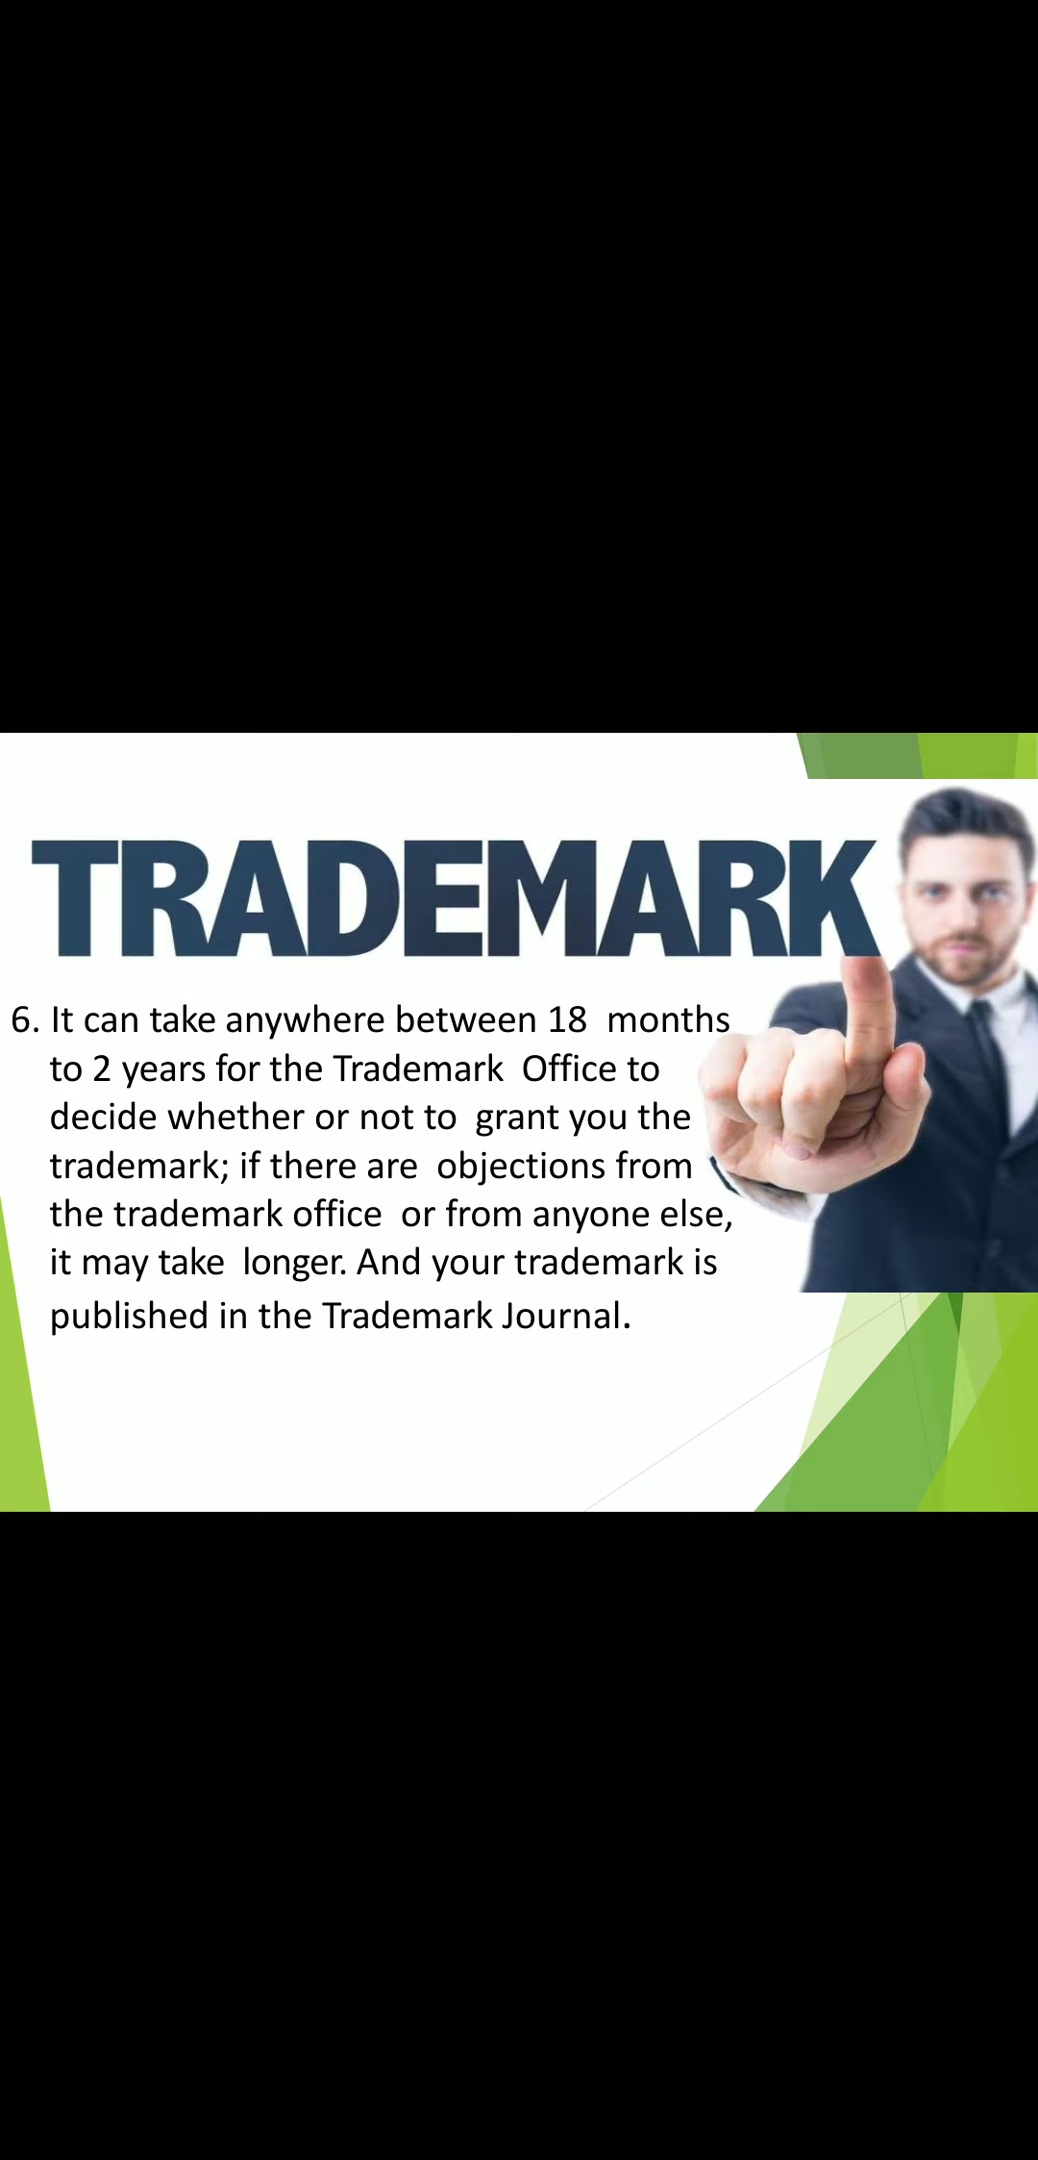 TRADEMARK
6. It can take anywhere between 18  months
to 2 years for the Trademark  Office to
decide whether or not to  grant you the
trademark; if there are  objections from
the trademark office  or from anyone else,
it may take  longer. And your trademark is
published in the Trademark Journal.